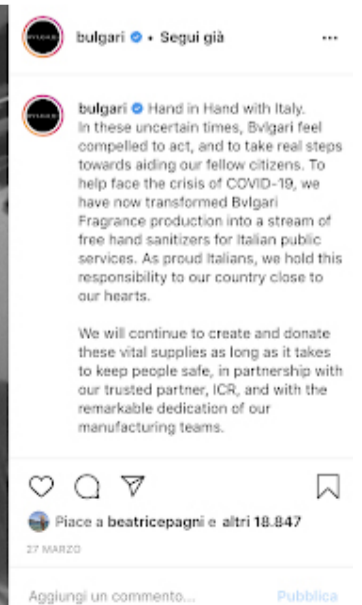 bulgari • Segui già
bulgari Hand in Hand with Italy.
In these uncertain times, Bvlgari feel
compelled to act, and to take real steps
towards aiding our fellow citizens. To
help face the crisis of COVID-19, we
have now transformed Bvlgari
Fragrance production into a stream of
free hand sanitizers for Italian public
services. As proud Italians, we hold this
responsibility to our country close to
our hearts.
We will continue to create and donate
these vital supplies as long as it takes
to keep people safe, in partnership with
our trusted partner, ICR, and with the
remarkable dedication of our
manufacturing teams.
Piace a beatricepagni e altri 18.847
27 MARZO
Aggiungi un commento... Pubblica